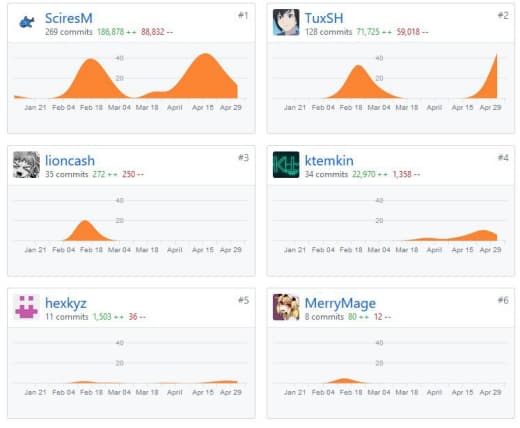 SciresM #1
269 commits 186,878 ++ 88,832 --
40
20
Jan 21 Feb 04 Feb 18 Mar 04 Mar 18 April Apr 15 Apr 29
TuxSH #2
128 commits 71,725 ++ 59,018 --
40
20
Jan 21 Feb 04 Feb 18 Mar 04 Mar 18 April Apr 15 Apr 29
lioncash #3
35 commits 272 ++ 250 --
40
20
Jan 21 Feb 04 Feb 18 Mar 04 Mar 18 April Apr 15 Apr 29
ktemkin #4
34 commits 22,970 ++ 1,358 --
40
20
Jan 21 Feb 04 Feb 18 Mar 04 Mar 18 April Apr 15 Apr 29
hexkyz #5
11 commits 1,503 ++ 36 --
40
20
Jan 21 Feb 04 Feb 18 Mar 04 Mar 18 April Apr 15 Apr 29
MerryMage #6
8 commits 80 ++ 12 --
40
20
Jan 21 Feb 04 Feb 18 Mar 04 Mar 18 April Apr 15 Apr 29